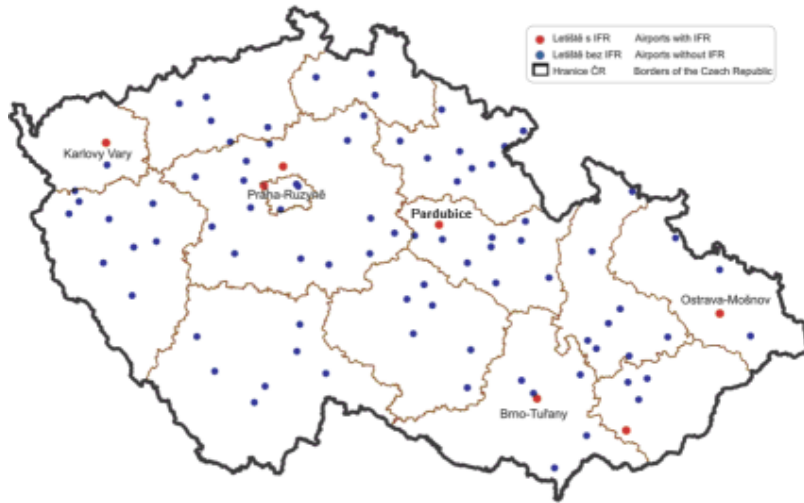 Letiště s IFR Airports with IFR
Letiště bez IFR Airports without IFR
Hranice ČR Borders of the Czech Republic
Karlovy Vary
Praha-Ruzyně
Pardubice
Ostrava-Mošnov
Brno-Tuřany